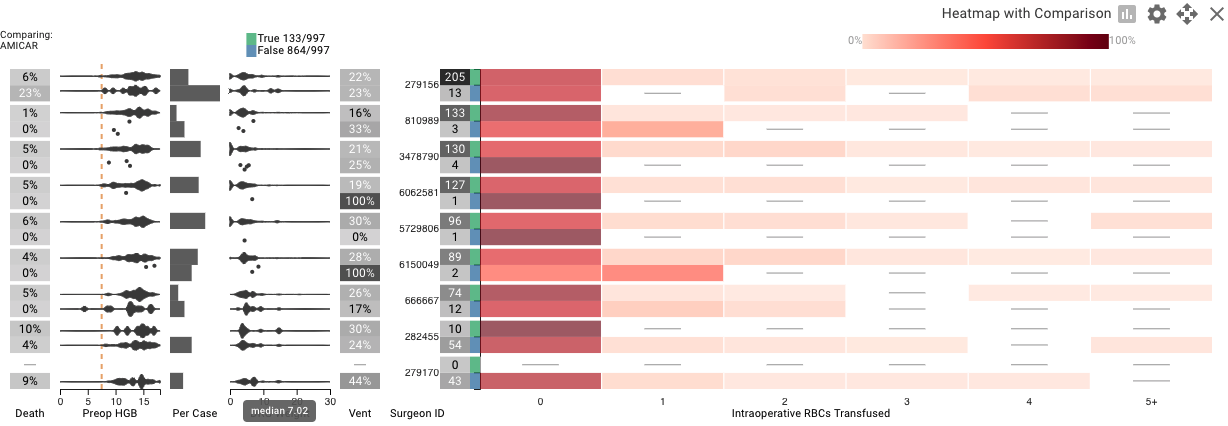 Heatmap with Comparison
Comparing:
AMICAR
True 133/997
False 864/997
0%
100%
6% 22% 279156 205
23% 23% 13
1% 16% 810989 133
0% 33% 3
5% 21% 3478790 130
0% 25% 4
5% 19% 6062581 127
0% 100% 1
6% 30% 5729806 96
0% 0% 1
4% 28% 6150049 89
0% 100% 2
5% 26% 666667 74
0% 17% 12
10% 30% 282455 10
4% 24% 54
279170 0
9% 44% 43
0 5 10 15 0 10 20 30 0 1 2 3 4 5+
Death Preop HGB Per Case Vent Surgeon ID Intraoperative RBCs Transfused
median 7.02